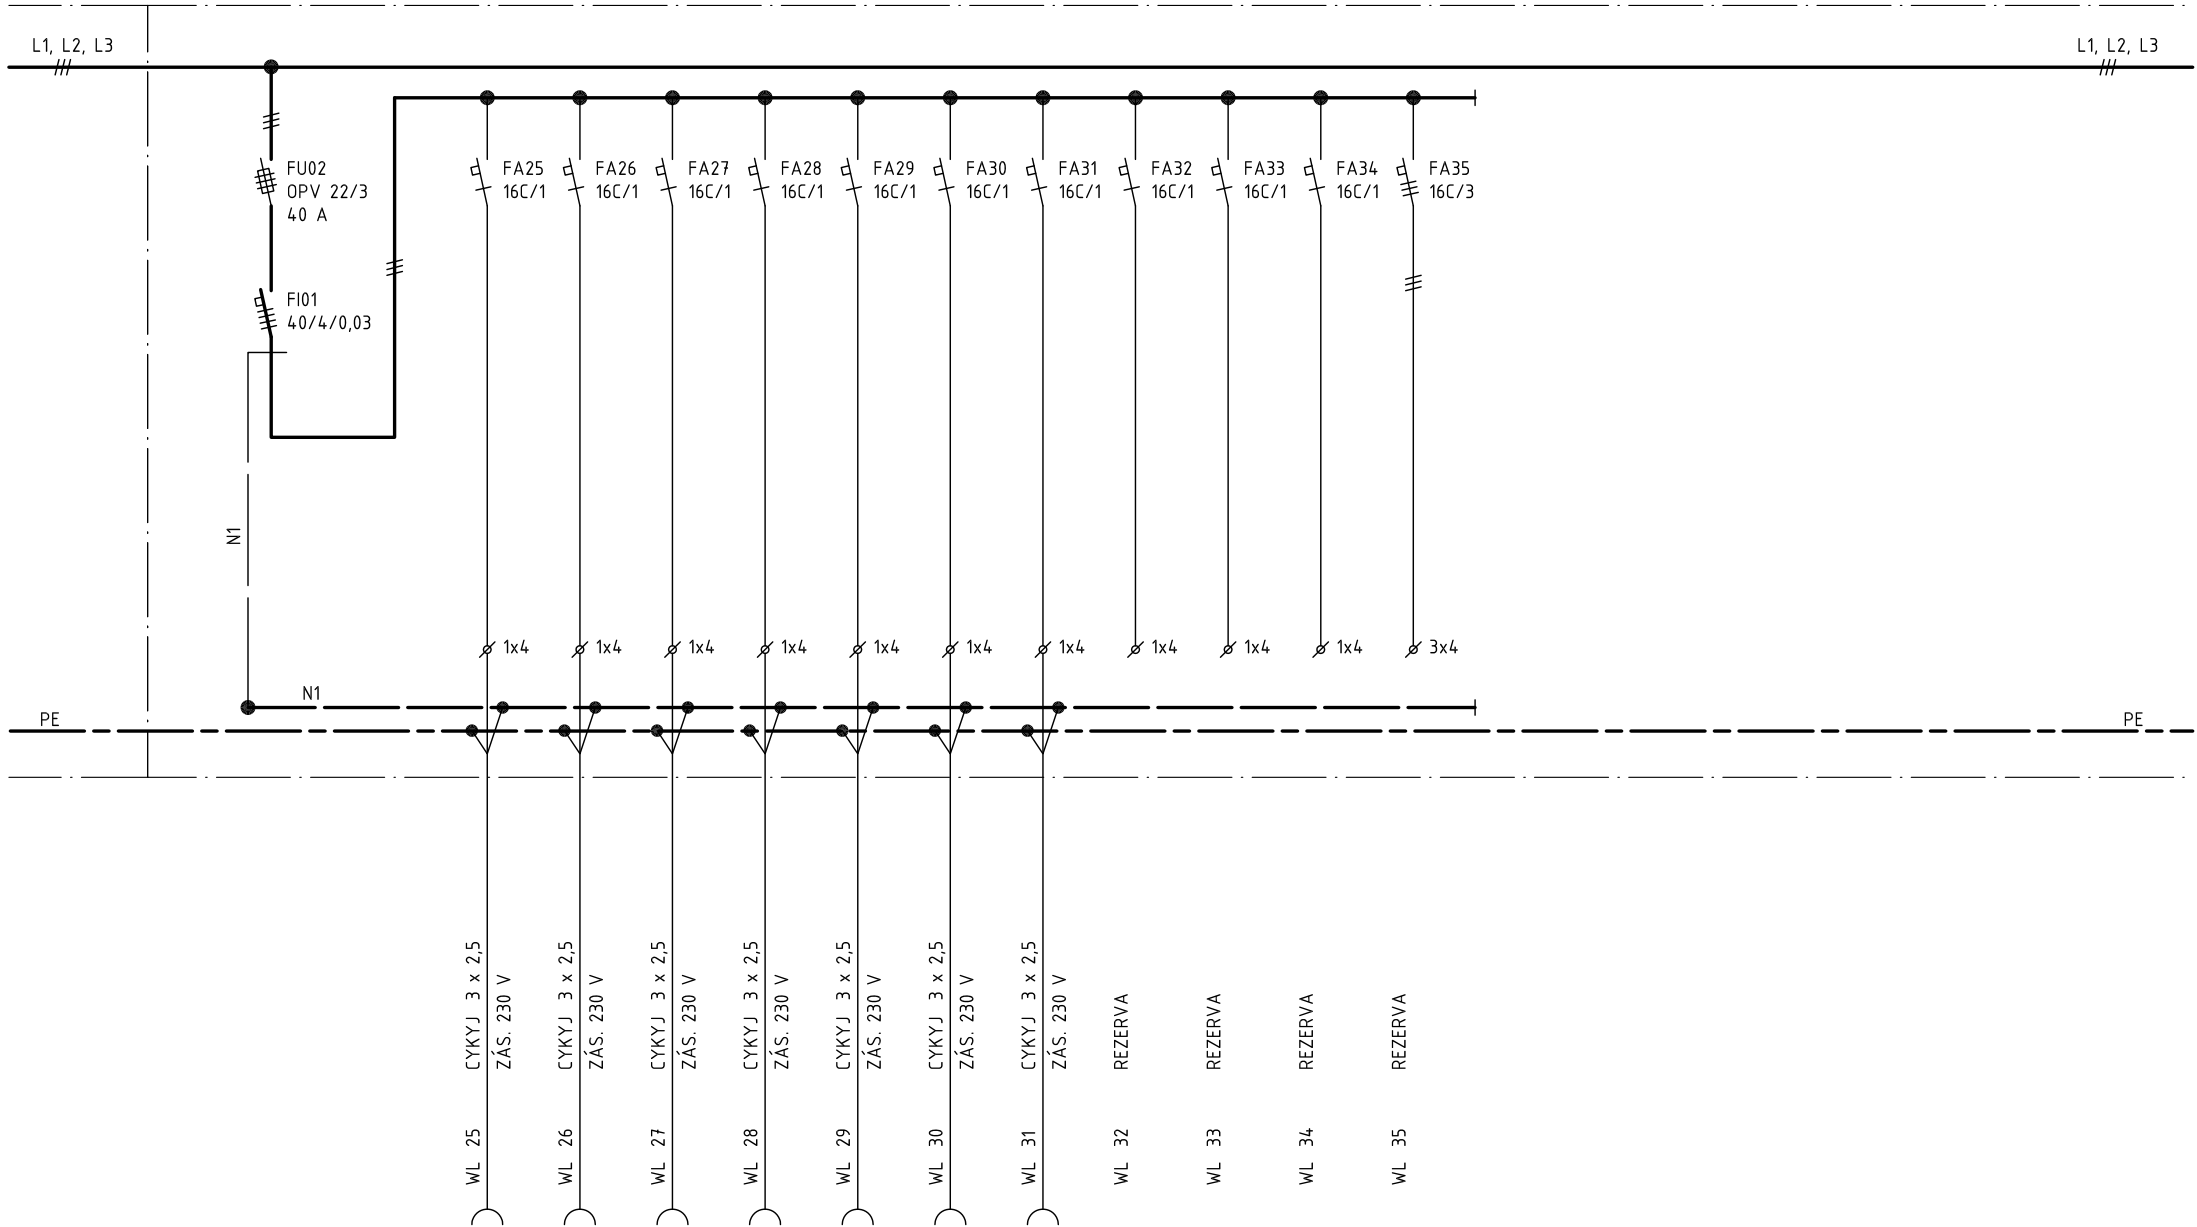 L1, L2, L3
L1, L2, L3
FU02
OPV 22/3
40 A
FA25
16C/1
FA26
16C/1
FA27
16C/1
FA28
16C/1
FA29
16C/1
FA30
16C/1
FA31
16C/1
FA32
16C/1
FA33
16C/1
FA34
16C/1
FA35
16C/3
FI01
40/4/0,03
N1
1x4
1x4
1x4
1x4
1x4
1x4
1x4
1x4
1x4
1x4
3x4
N1
PE
PE
WL 25 CYKYJ 3 x 2,5
ZÁS. 230 V
WL 26 CYKYJ 3 x 2,5
ZÁS. 230 V
WL 27 CYKYJ 3 x 2,5
ZÁS. 230 V
WL 28 CYKYJ 3 x 2,5
ZÁS. 230 V
WL 29 CYKYJ 3 x 2,5
ZÁS. 230 V
WL 30 CYKYJ 3 x 2,5
ZÁS. 230 V
WL 31 CYKYJ 3 x 2,5
ZÁS. 230 V
WL 32 REZERVA
WL 33 REZERVA
WL 34 REZERVA
WL 35 REZERVA